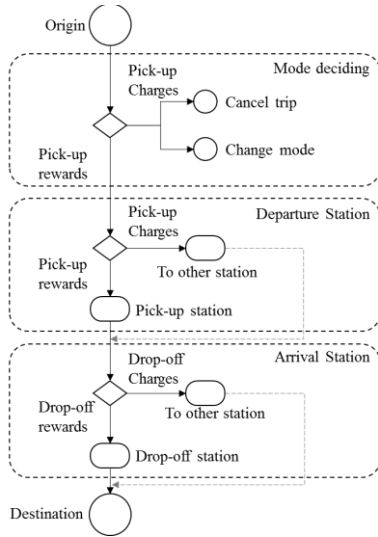 Origin
Mode deciding
Pick-up
Charges
Cancel trip
Change mode
Pick-up
rewards
Departure Station
Pick-up
Charges
Pick-up
rewards
To other station
Pick-up station
Arrival Station
Drop-off
Charges
Drop-off
rewards
To other station
Drop-off station
Destination